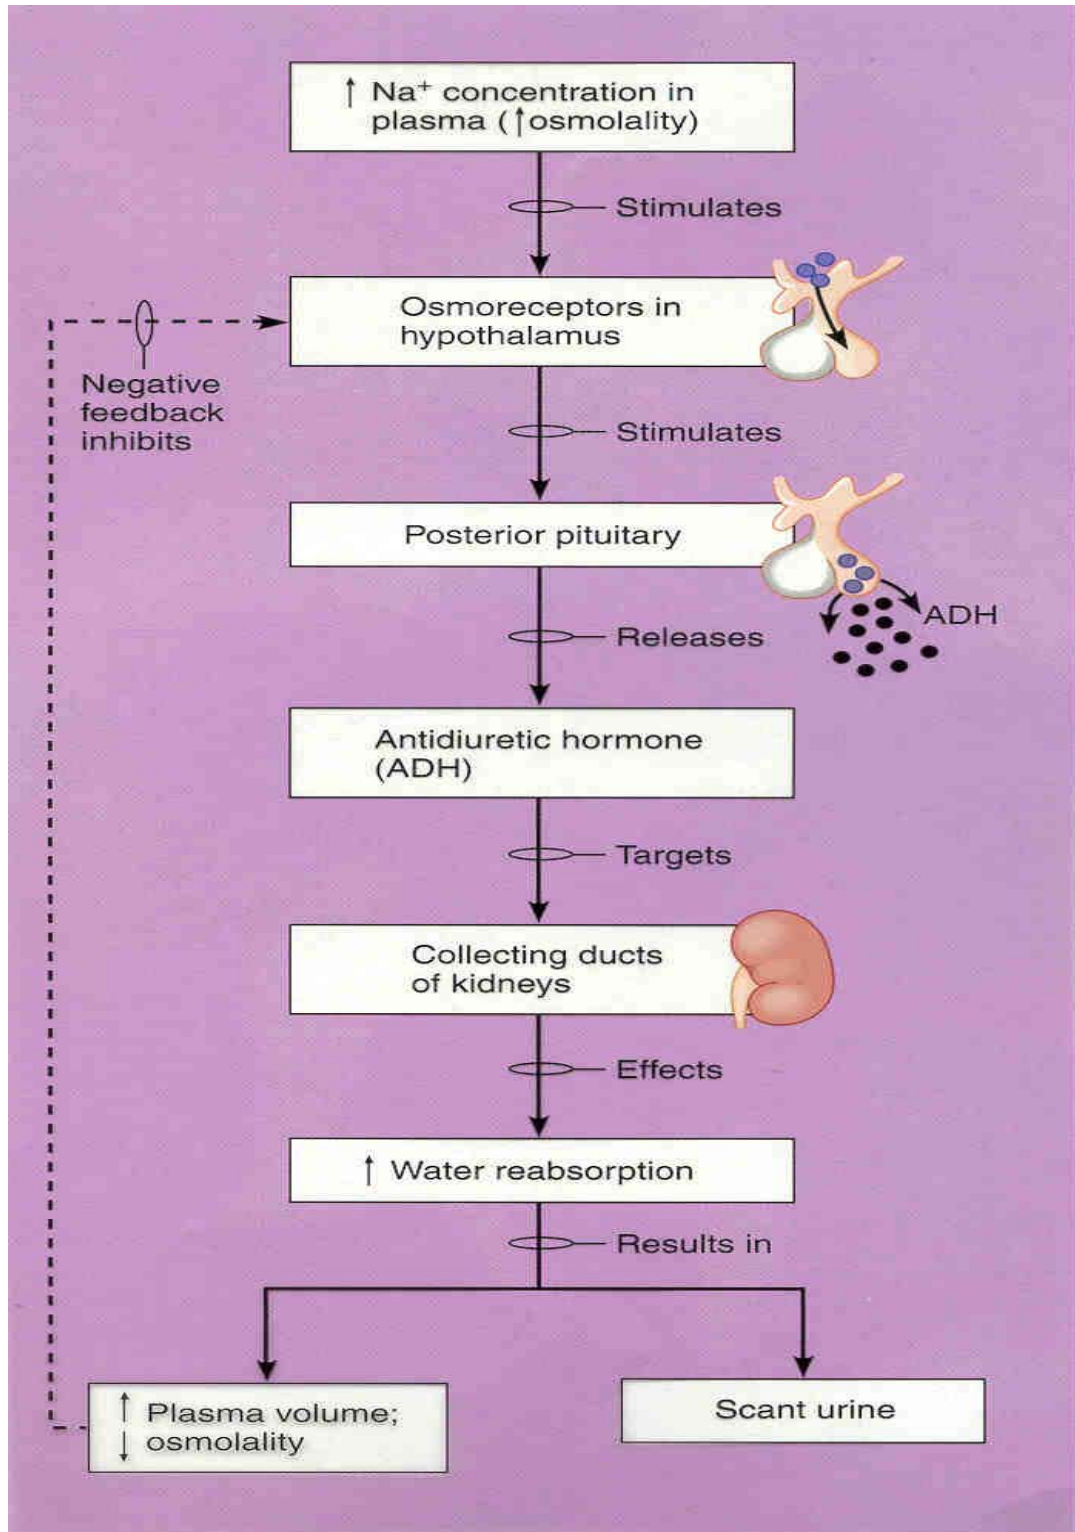 ↑ Na⁺ concentration in
plasma (↑osmolality)
Stimulates
Osmoreceptors in
hypothalamus
Negative
feedback
inhibits
Stimulates
Posterior pituitary
ADH
Releases
Antidiuretic hormone
(ADH)
Targets
Collecting ducts
of kidneys
Effects
↑ Water reabsorption
Results in
↑ Plasma volume;
↓ osmolality
Scant urine